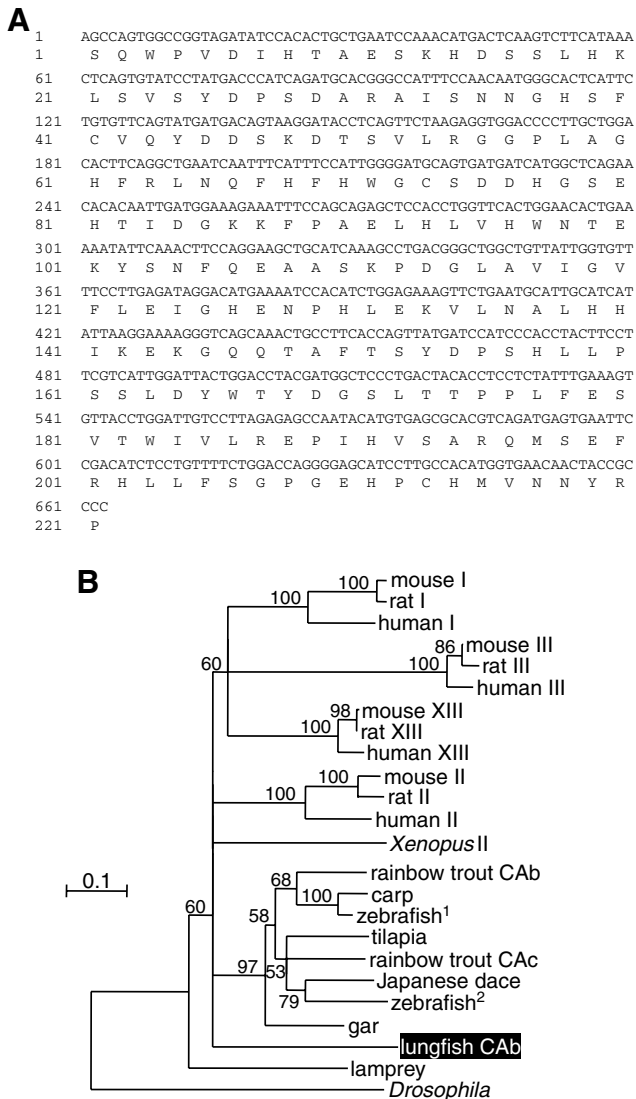 A
1 AGCCAGTGGCCGGTAGATATCCACACTGCTGAATCCAAACATGACTCAAGTCTTCATAAA
1 S Q W P V D I H T A E S K H D S S L H K
61 CTCAGTGTATCCTATGACCCATCAGATGCACGGGCCATTTCCAACAATGGGCACTCATTC
21 L S V S Y D P S D A R A I S N N G H S F
121 TGTGTTCAGTATGATGACAGTAAGGATACCTCAGTTCTAAGAGGTGGACCCCTTGCTGGA
41 C V Q Y D D S K D T S V L R G G P L A G
181 CACTTCAGGCTGAATCAATTTCATTTCCATTGGGGATGCAGTGATGATCATGGCTCAGAA
61 H F R L N Q F H F H W G C S D D H G S E
241 CACACAATTGATGGAAAGAAATTTCCAGCAGAGCTCCACCTGGTTCACTGGAACACTGAA
81 H T I D G K K F P A E L H L V H W N T E
301 AAATATTCAAACTTCCAGGAAGCTGCATCAAAGCCTGACGGGCTGGCTGTTATTGGTGTT
101 K Y S N F Q E A A S K P D G L A V I G V
361 TTCCTTGAGATAGGACATGAAAATCCACATCTGGAGAAAGTTCTGAATGCATTGCATCAT
121 F L E I G H E N P H L E K V L N A L H H
421 ATTAAGGAAAAGGGTCAGCAAACTGCCTTCACCAGTTATGATCCATCCCACCTACTTCCT
141 I K E K G Q Q T A F T S Y D P S H L L P
481 TCGTCATTGGATTACTGGACCTACGATGGCTCCCTGACTACACCTCCTCTATTTGAAAGT
161 S S L D Y W T Y D G S L T T P P L F E S
541 GTTACCTGGATTGTCCTTAGAGAGCCAATACATGTGAGCGCACGTCAGATGAGTGAATTC
181 V T W I V L R E P I H V S A R Q M S E F
601 CGACATCTCCTGTTTTCTGGACCAGGGGAGCATCCTTGCCACATGGTGAACAACTACCGC
201 R H L L F S G P G E H P C H M V N N Y R
661 CCC
221 P
B
100 mouse I
100 rat I
human I
86 mouse III
60 100 rat III
human III
98 mouse XIII
100 rat XIII
human XIII
100 mouse II
100 rat II
human II
Xenopus II
68 rainbow trout CAb
0.1
100 carp
60 58 zebrafish¹
tilapia
97 53 rainbow trout CAc
Japanese dace
79 zebrafish²
gar
lungfish CAb
lamprey
Drosophila